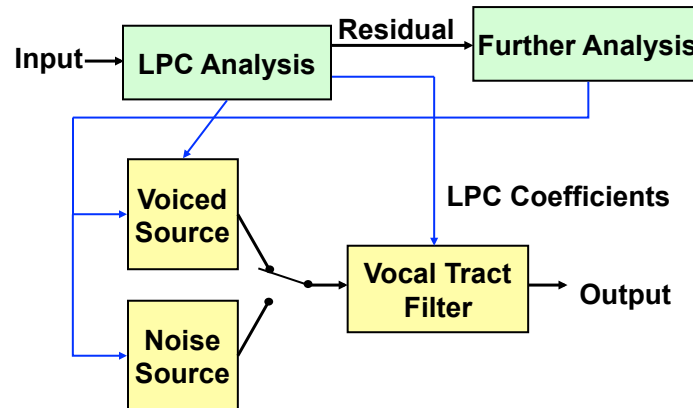 Residual
Input
LPC Analysis
Further Analysis
Voiced
Source
LPC Coefficients
Vocal Tract
Filter
Output
Noise
Source